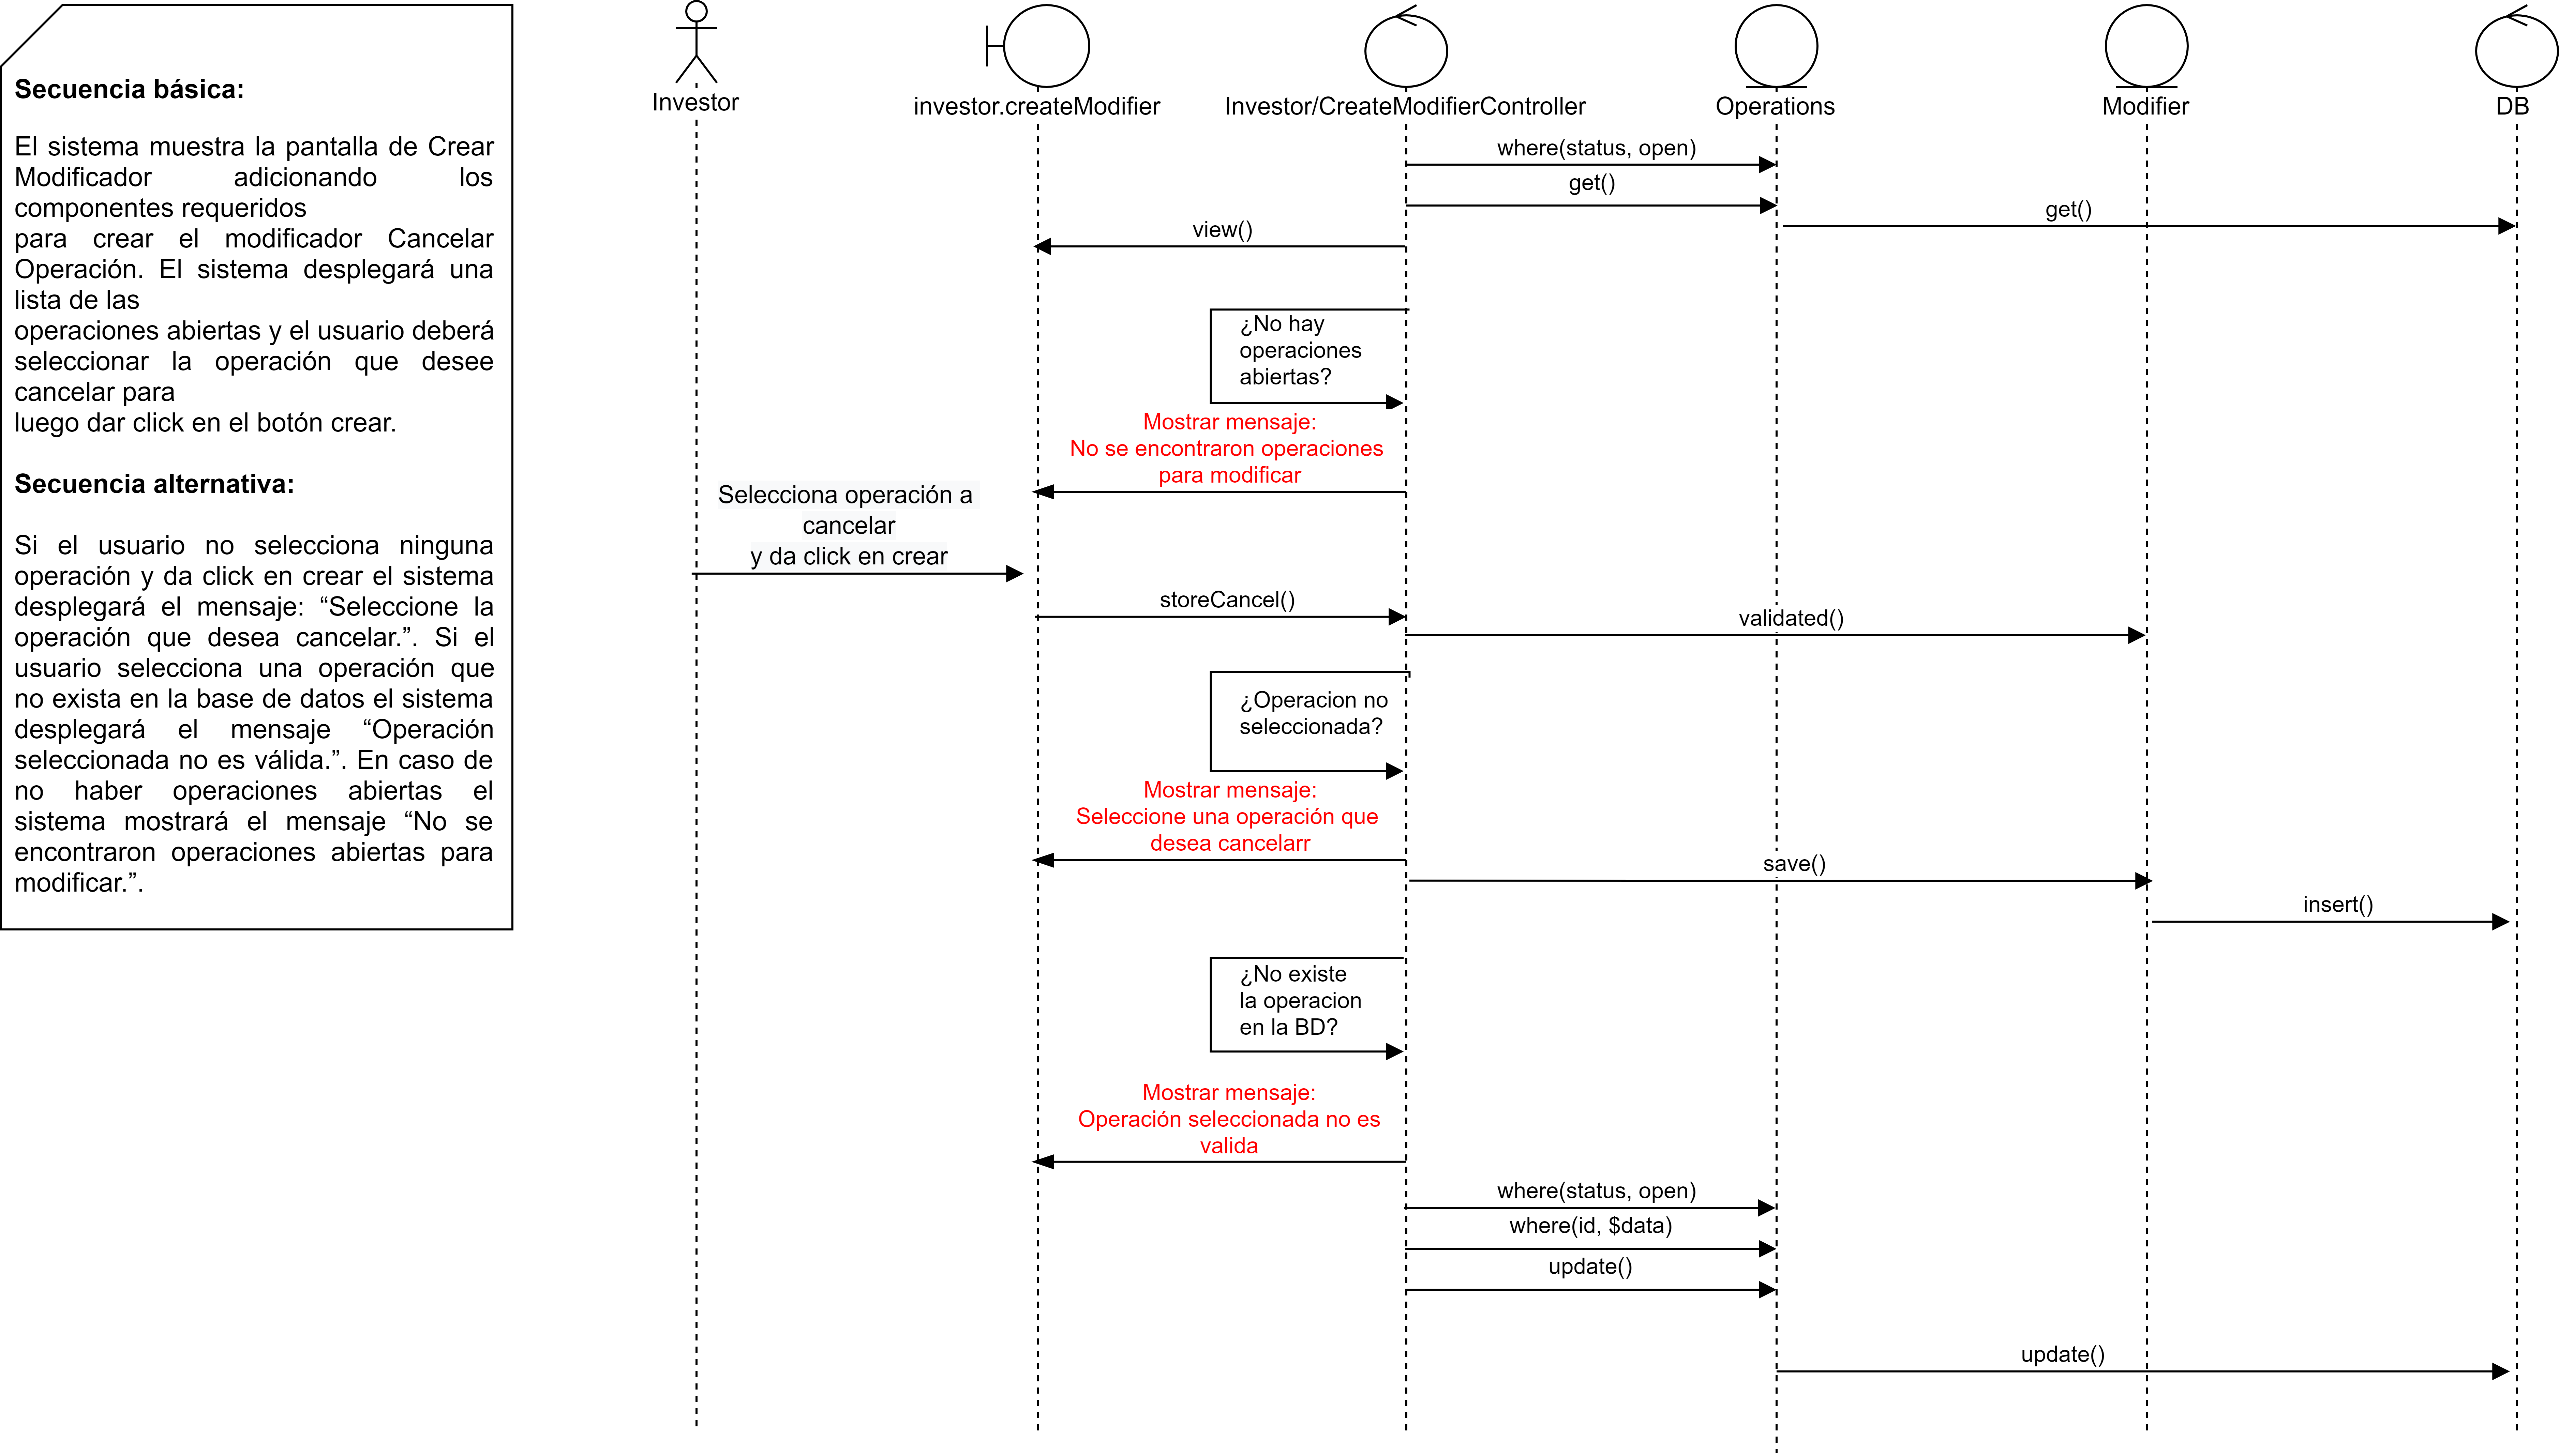 Secuencia básica:
El sistema muestra la pantalla de Crear
Modificador adicionando los
componentes requeridos
para crear el modificador Cancelar
Operación. El sistema desplegará una
lista de las
operaciones abiertas y el usuario deberá
seleccionar la operación que desee
cancelar para
luego dar click en el botón crear.
Secuencia alternativa:
Si el usuario no selecciona ninguna
operación y da click en crear el sistema
desplegará el mensaje: “Seleccione la
operación que desea cancelar.”. Si el
usuario selecciona una operación que
no exista en la base de datos el sistema
desplegará el mensaje “Operación
seleccionada no es válida.”. En caso de
no haber operaciones abiertas el
sistema mostrará el mensaje “No se
encontraron operaciones abiertas para
modificar.”.
Investor
investor.createModifier
Investor/CreateModifierController
Operations
Modifier
DB
where(status, open)
get()
get()
view()
¿No hay
operaciones
abiertas?
Mostrar mensaje:
No se encontraron operaciones
para modificar
Selecciona operación a
cancelar
y da click en crear
storeCancel()
validated()
¿Operacion no
seleccionada?
Mostrar mensaje:
Seleccione una operación que
desea cancelarr
save()
insert()
¿No existe
la operacion
en la BD?
Mostrar mensaje:
Operación seleccionada no es
valida
where(status, open)
where(id, $data)
update()
update()